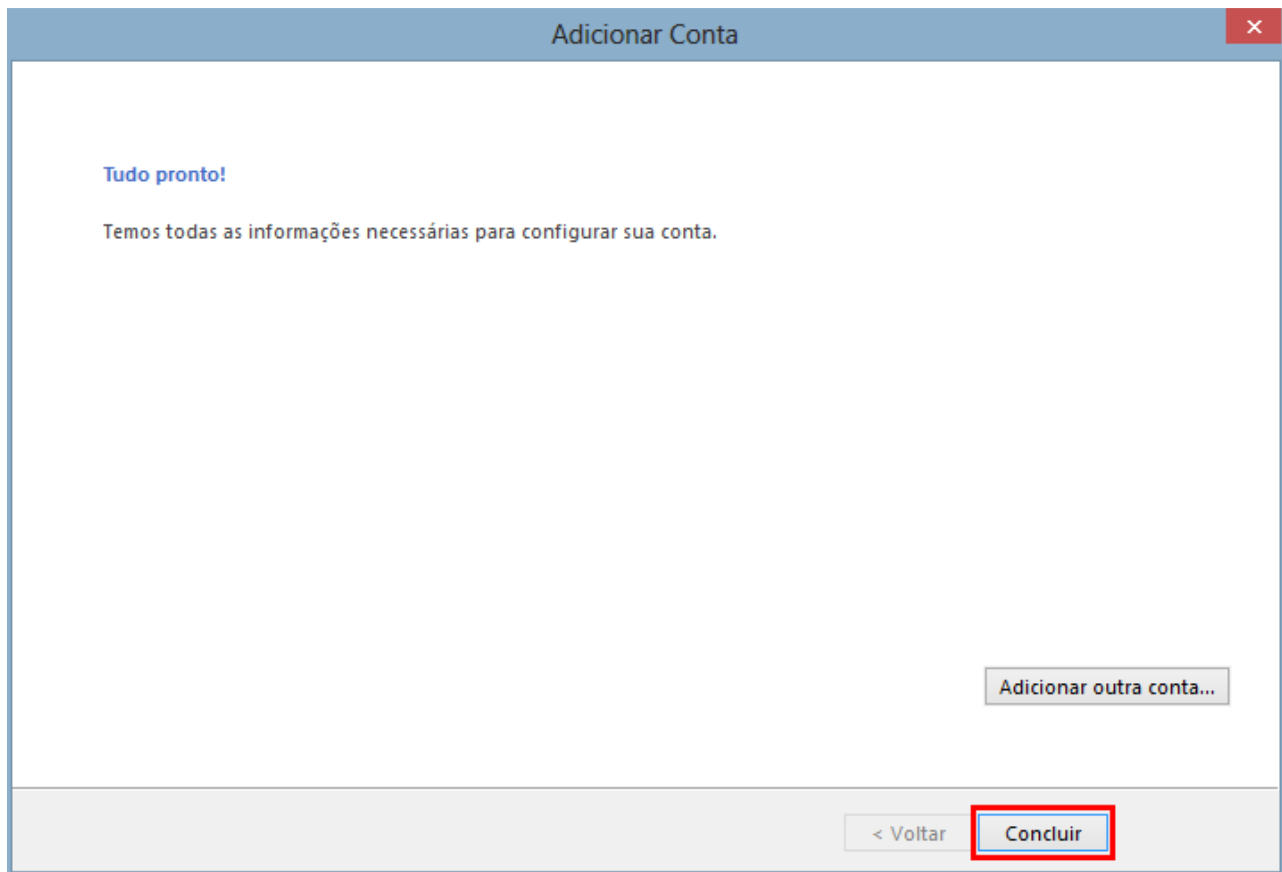 Adicionar Conta
Tudo pronto!
Temos todas as informações necessárias para configurar sua conta.
Adicionar outra conta...
< Voltar
Concluir